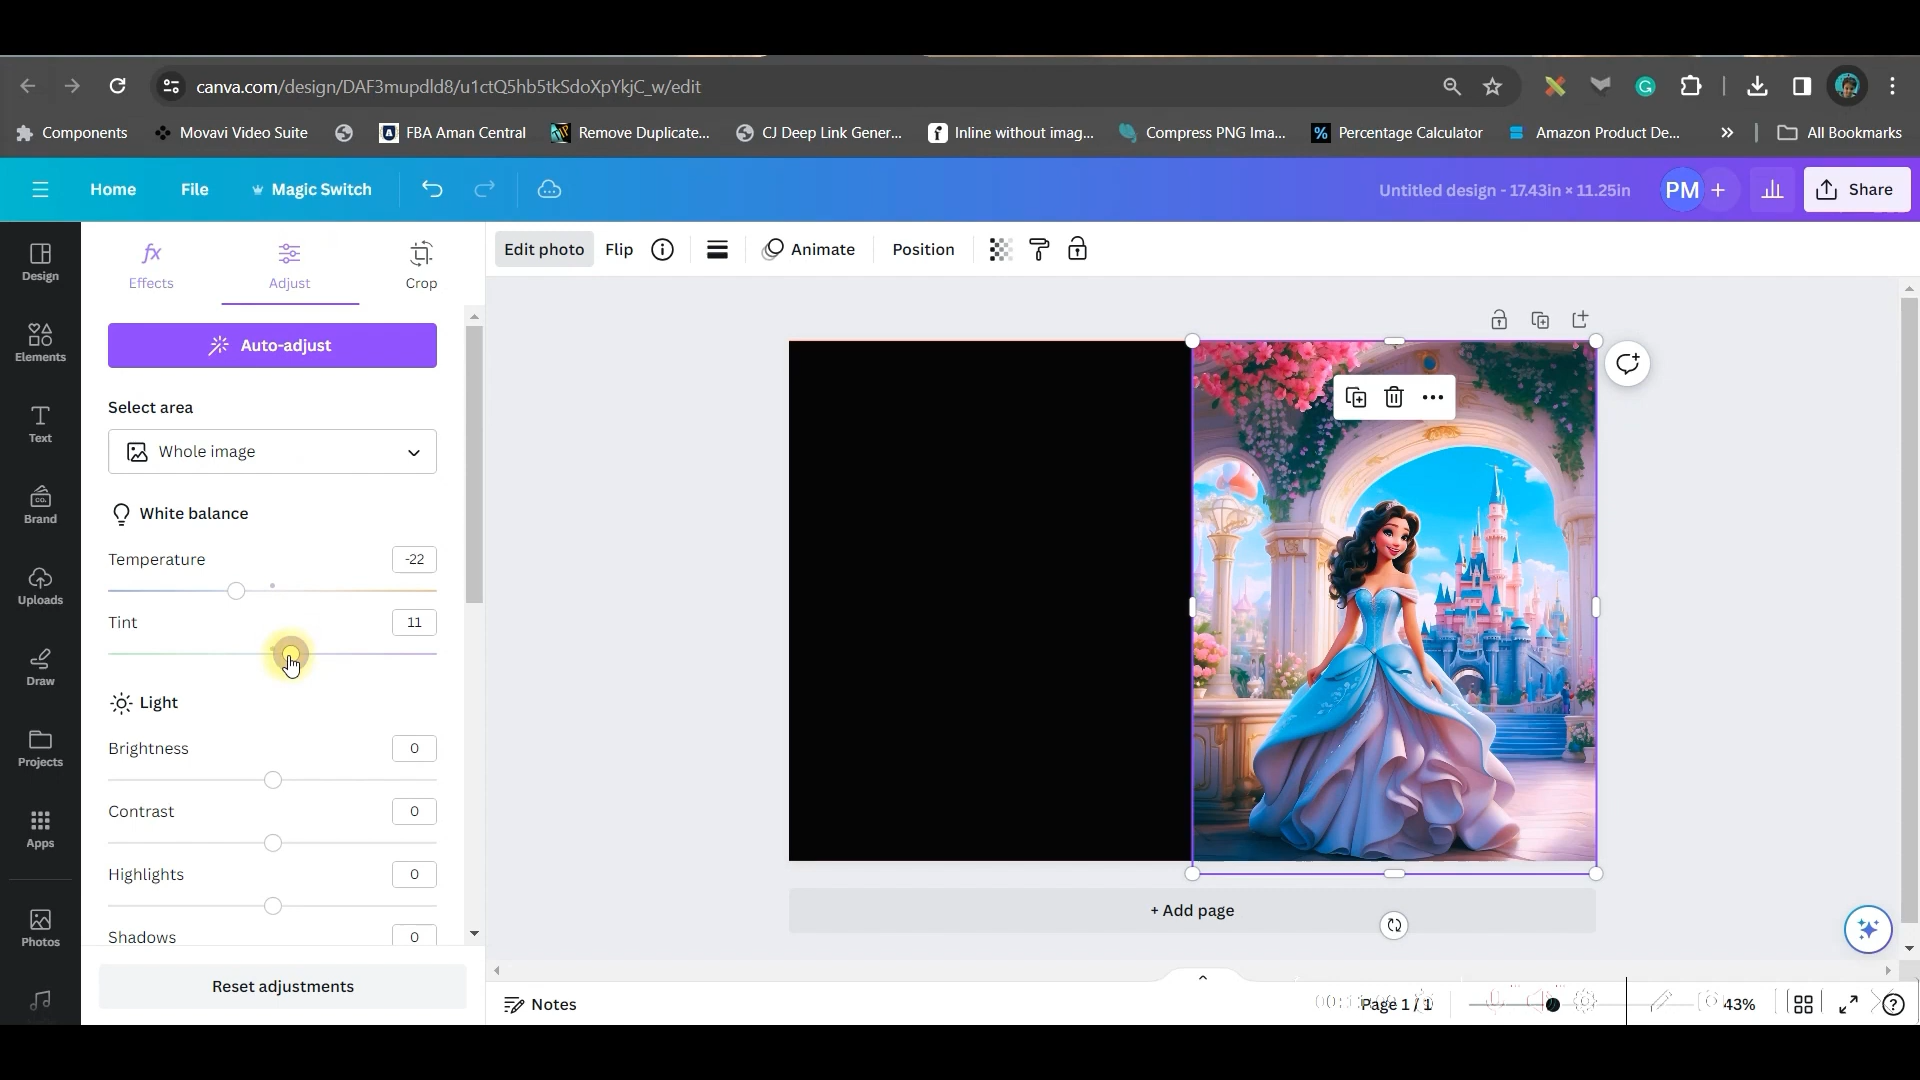 canva.com/design/DAF3mupdld8/u1ctQ5hb5tkSdoXpYkjC_w/edit
Components Movavi Video Suite FBA Aman Central Remove Duplicate... CJ Deep Link Gener... Inline without imag... Compress PNG Ima... Percentage Calculator Amazon Product De... » All Bookmarks
Home File Magic Switch Untitled design - 17.43in × 11.25in PM + Share
Edit photo Flip Animate Position
Design
Elements
Text
Brand
Uploads
Draw
Projects
Apps
Photos
Effects Adjust Crop
Auto-adjust
Select area
Whole image
White balance
Temperature -22
Tint 11
Light
Brightness 0
Contrast 0
Highlights 0
Shadows 0
Reset adjustments
+ Add page
Notes Page 1 / 1 43%